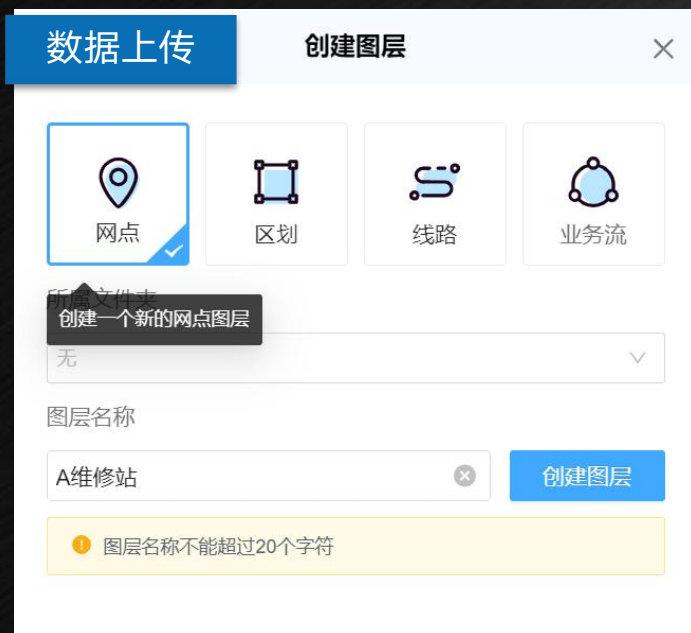 数据上传
创建图层
网点
区划
线路
业务流
所属文件夹
创建一个新的网点图层
无
图层名称
A维修站
创建图层
图层名称不能超过20个字符